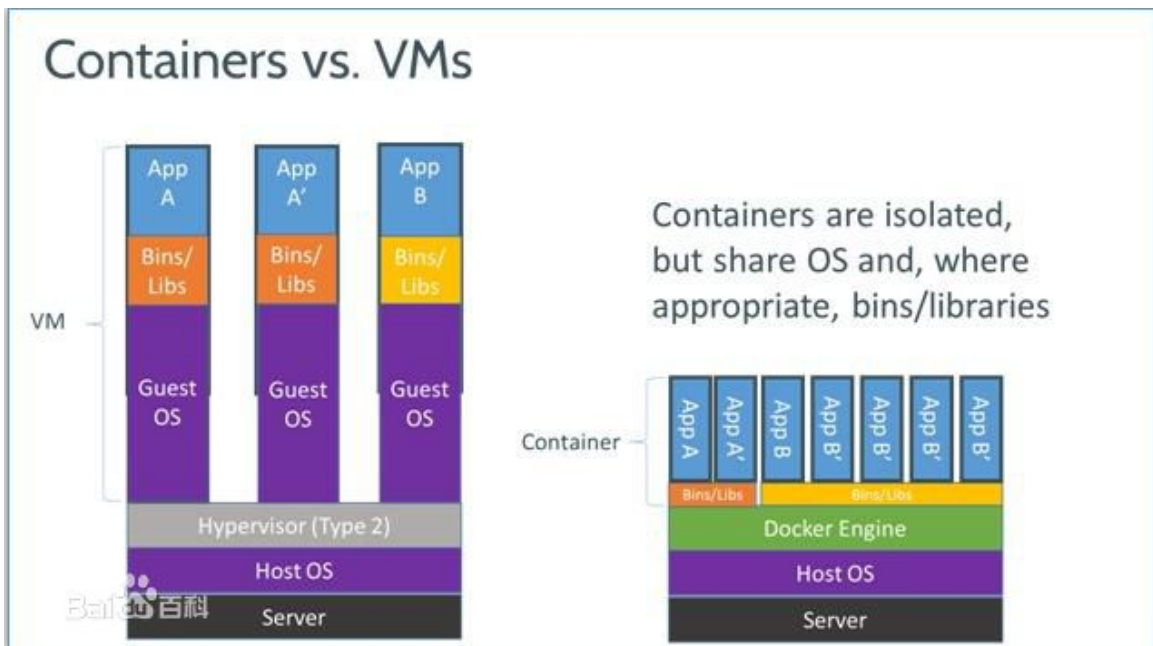 Containers vs. VMs
App
A
App
A′
App
B
Bins/
Libs
Bins/
Libs
Bins/
Libs
VM
Guest
OS
Guest
OS
Guest
OS
Hypervisor (Type 2)
Host OS
Server
Bai du 百科
Containers are isolated,
but share OS and, where
appropriate, bins/libraries
Container
App A
App A′
App B
App B′
App B′
App B′
App B′
Bins/Libs
Bins/Libs
Docker Engine
Host OS
Server